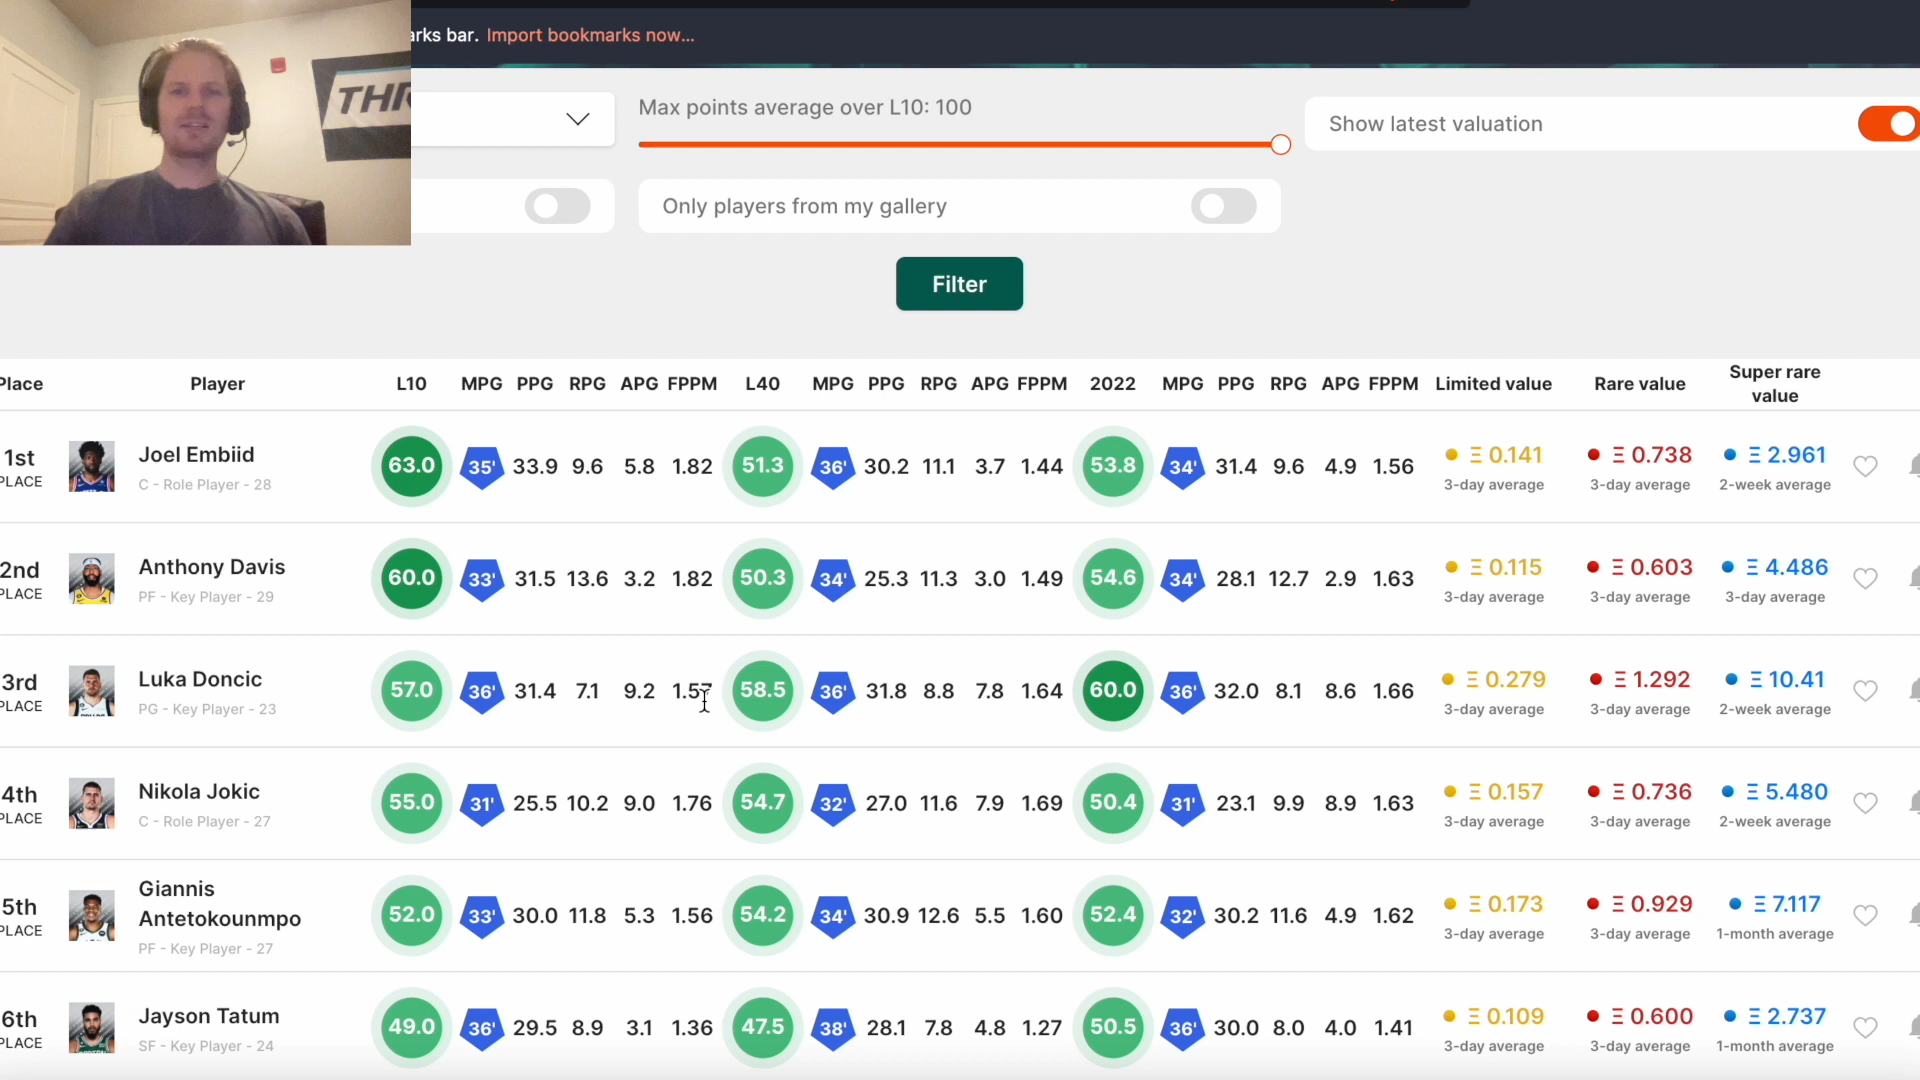 arks bar. Import bookmarks now...
THR
Max points average over L10: 100
Show latest valuation
Only players from my gallery
Filter
Place Player L10 MPG PPG RPG APG FPPM L40 MPG PPG RPG APG FPPM 2022 MPG PPG RPG APG FPPM Limited value Rare value Super rare value
1st PLACE Joel Embiid 63.0 35' 33.9 9.6 5.8 1.82 51.3 36' 30.2 11.1 3.7 1.44 53.8 34' 31.4 9.6 4.9 1.56 Ξ 0.141 Ξ 0.738 Ξ 2.961
C - Role Player - 28 3-day average 3-day average 2-week average
2nd PLACE Anthony Davis 60.0 33' 31.5 13.6 3.2 1.82 50.3 34' 25.3 11.3 3.0 1.49 54.6 34' 28.1 12.7 2.9 1.63 Ξ 0.115 Ξ 0.603 Ξ 4.486
PF - Key Player - 29 3-day average 3-day average 3-day average
3rd PLACE Luka Doncic 57.0 36' 31.4 7.1 9.2 1.57 58.5 36' 31.8 8.8 7.8 1.64 60.0 36' 32.0 8.1 8.6 1.66 Ξ 0.279 Ξ 1.292 Ξ 10.41
PG - Key Player - 23 3-day average 3-day average 2-week average
4th PLACE Nikola Jokic 55.0 31' 25.5 10.2 9.0 1.76 54.7 32' 27.0 11.6 7.9 1.69 50.4 31' 23.1 9.9 8.9 1.63 Ξ 0.157 Ξ 0.736 Ξ 5.480
C - Role Player - 27 3-day average 3-day average 2-week average
5th PLACE Giannis Antetokounmpo 52.0 33' 30.0 11.8 5.3 1.56 54.2 34' 30.9 12.6 5.5 1.60 52.4 32' 30.2 11.6 4.9 1.62 Ξ 0.173 Ξ 0.929 Ξ 7.117
PF - Key Player - 27 3-day average 3-day average 1-month average
6th PLACE Jayson Tatum 49.0 36' 29.5 8.9 3.1 1.36 47.5 38' 28.1 7.8 4.8 1.27 50.5 36' 30.0 8.0 4.0 1.41 Ξ 0.109 Ξ 0.600 Ξ 2.737
SF - Key Player - 24 3-day average 3-day average 1-month average